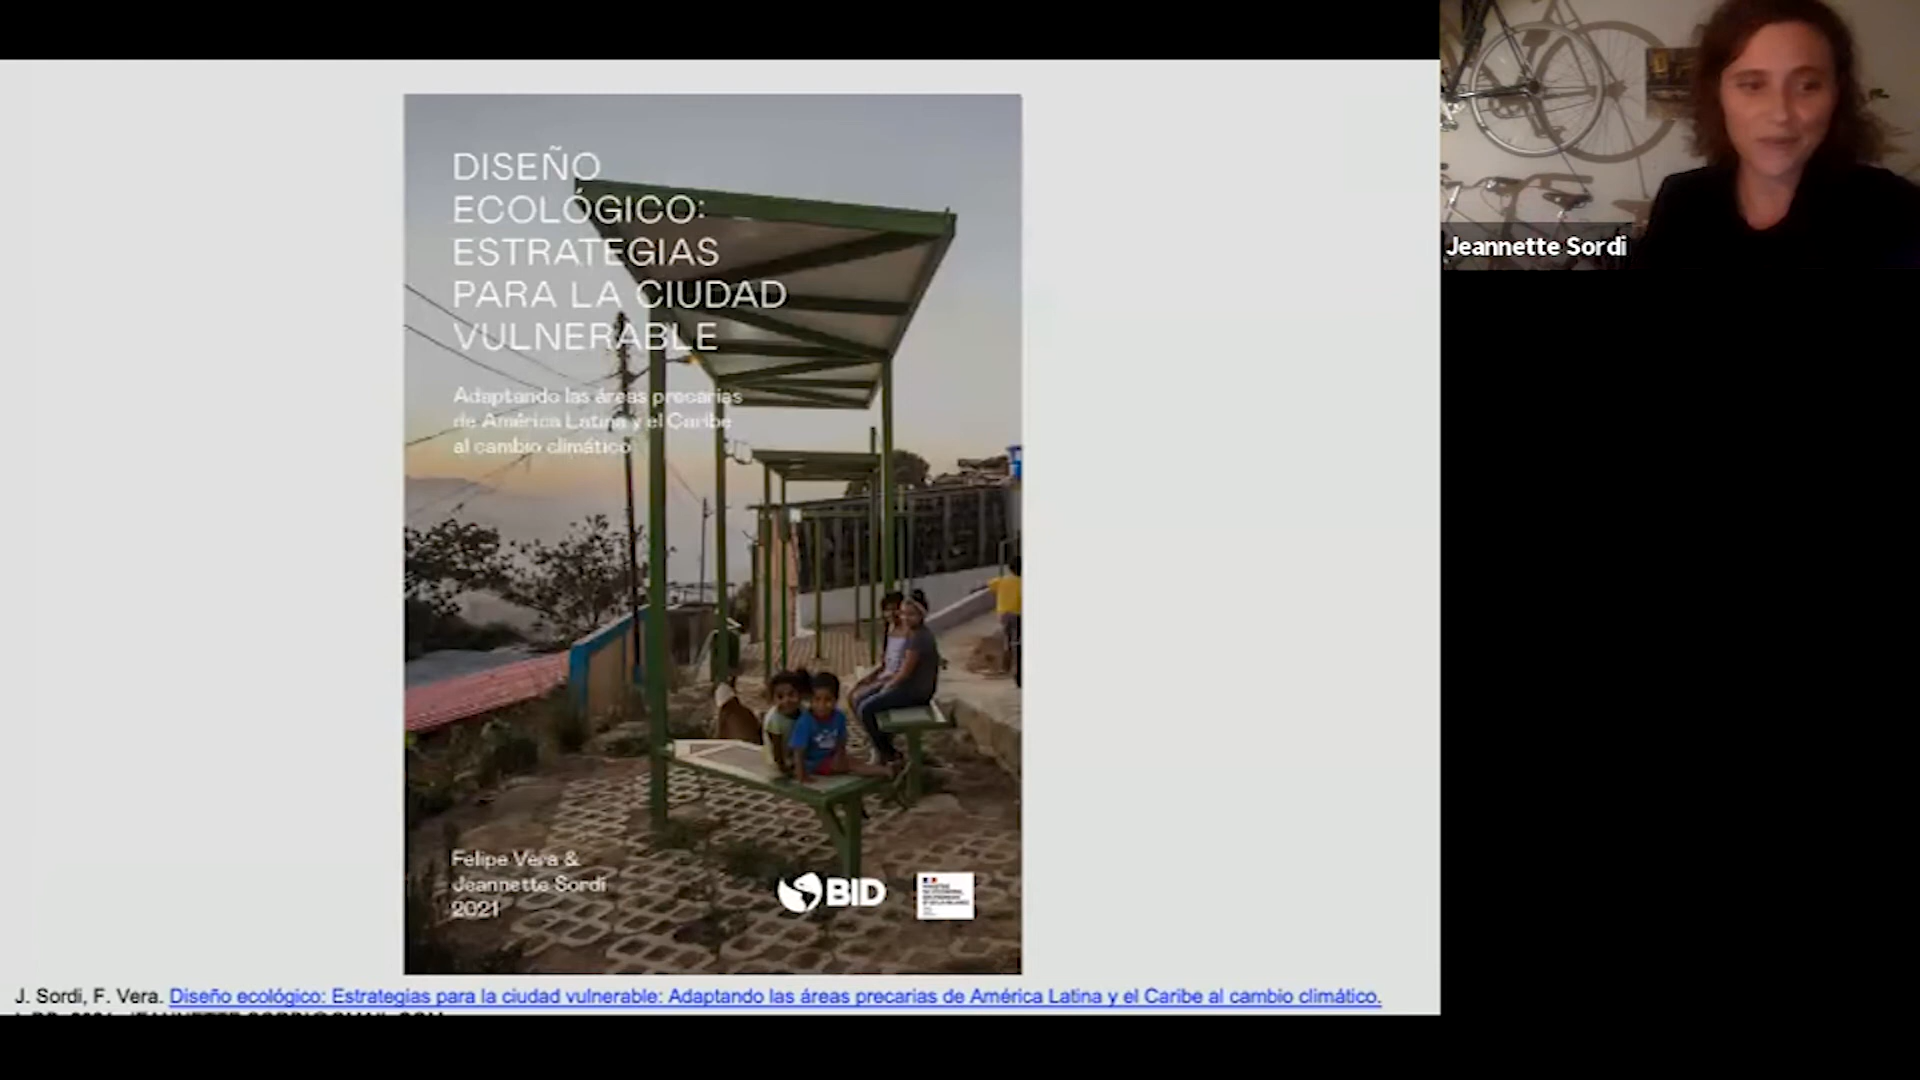 DISEÑO
ECOLÓGICO:
ESTRATEGIAS
PARA LA CIUDAD
VULNERABLE
Adaptando las áreas precarias
de América Latina y el Caribe
al cambio climático
Felipe Vera &
Jeannette Sordi
2021
BID
J. Sordi, F. Vera. Diseño ecológico: Estrategias para la ciudad vulnerable: Adaptando las áreas precarias de América Latina y el Caribe al cambio climático.
Jeannette Sordi